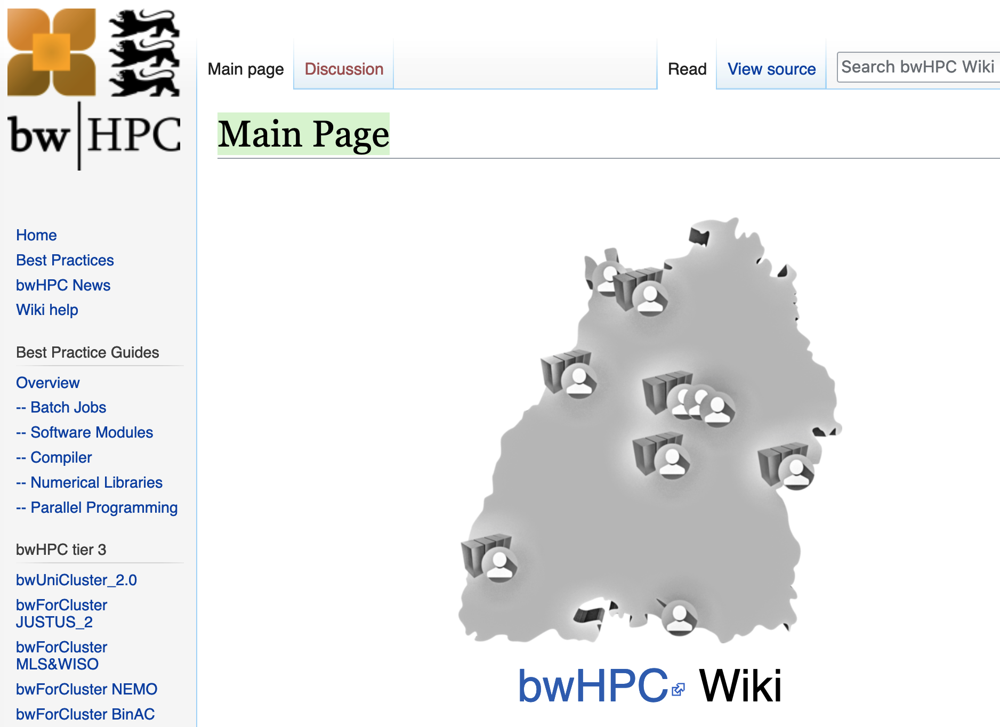 bw|HPC
Main page
Discussion
Read
View source
Search bwHPC Wiki
Main Page
Home
Best Practices
bwHPC News
Wiki help
Best Practice Guides
Overview
-- Batch Jobs
-- Software Modules
-- Compiler
-- Numerical Libraries
-- Parallel Programming
bwHPC tier 3
bwUniCluster_2.0
bwForCluster
JUSTUS_2
bwForCluster
MLS&WISO
bwForCluster NEMO
bwForCluster BinAC
bwHPC Wiki